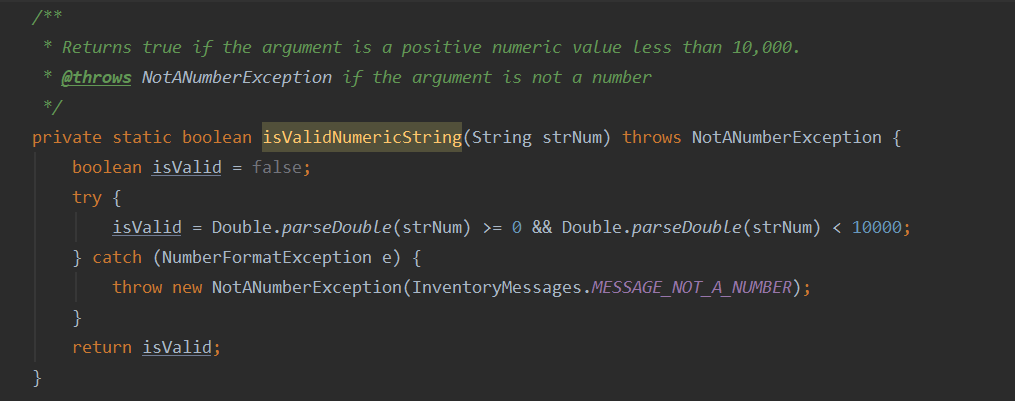 /**
 * Returns true if the argument is a positive numeric value less than 10,000.
 * @throws NotANumberException if the argument is not a number
 */
private static boolean isValidNumericString(String strNum) throws NotANumberException {
    boolean isValid = false;
    try {
        isValid = Double.parseDouble(strNum) >= 0 && Double.parseDouble(strNum) < 10000;
    } catch (NumberFormatException e) {
        throw new NotANumberException(InventoryMessages.MESSAGE_NOT_A_NUMBER);
    }
    return isValid;
}